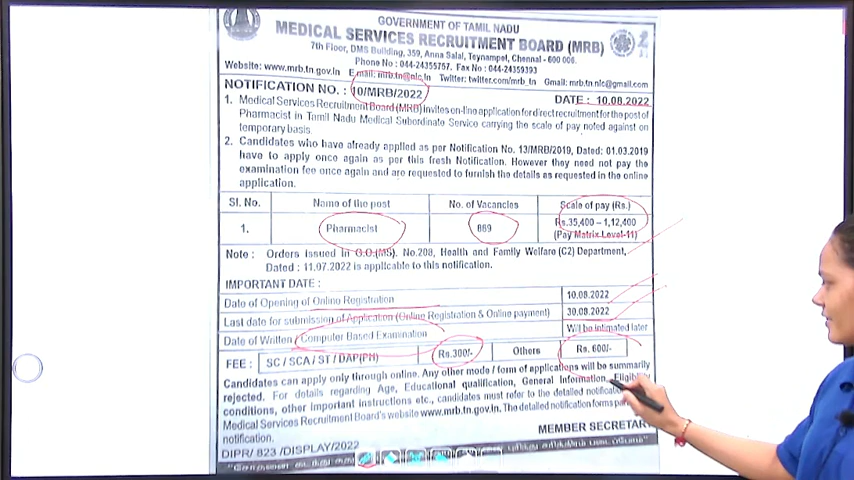 GOVERNMENT OF TAMIL NADU
MEDICAL SERVICES RECRUITMENT BOARD (MRB)
7th Floor, DMS Building, 359, Anna Salai, Teynampet, Chennai - 600 006.
Phone No : 044-24355757. Fax No : 044-24359393
Website: www.mrb.tn.gov.in E.mail: mrb.tn@nic.in Twitter: twitter.com/mrb_tn Gmail: mrb.tn.nic@gmail.com
NOTIFICATION NO. : 10/MRB/2022 DATE : 10.08.2022
1. Medical Services Recruitment Board (MRB) invites on-line application for direct recruitment for the post of
Pharmacist in Tamil Nadu Medical Subordinate Service carrying the scale of pay noted against on
temporary basis.
2. Candidates who have already applied as per Notification No. 13/MRB/2019, Dated: 01.03.2019
have to apply once again as per this fresh Notification. However they need not pay the
examination fee once again and are requested to furnish the details as requested in the online
application.
Sl. No. Name of the post No. of Vacancies Scale of pay (Rs.)
1. Pharmacist 889 Rs.35,400 – 1,12,400
(Pay Matrix Level-11)
Note : Orders issued in G.O.(MS). No.208, Health and Family Welfare (C2) Department,
Dated : 11.07.2022 is applicable to this notification.
IMPORTANT DATE :
Date of Opening of Online Registration 10.08.2022
Last date for submission of Application (Online Registration & Online payment) 30.08.2022
Date of Written / Computer Based Examination Will be intimated later
FEE : SC / SCA / ST / DAP(PH) Rs.300/- Others Rs. 600/-
Candidates can apply only through online. Any other mode / form of applications will be summarily
rejected. For details regarding Age, Educational qualification, General Information, Eligibility
conditions, other important instructions etc., candidates must refer to the detailed notification
Medical Services Recruitment Board's website www.mrb.tn.gov.in. The detailed notification forms
notification.
MEMBER SECRETARY
DIPR/ 823 /DISPLAY/2022